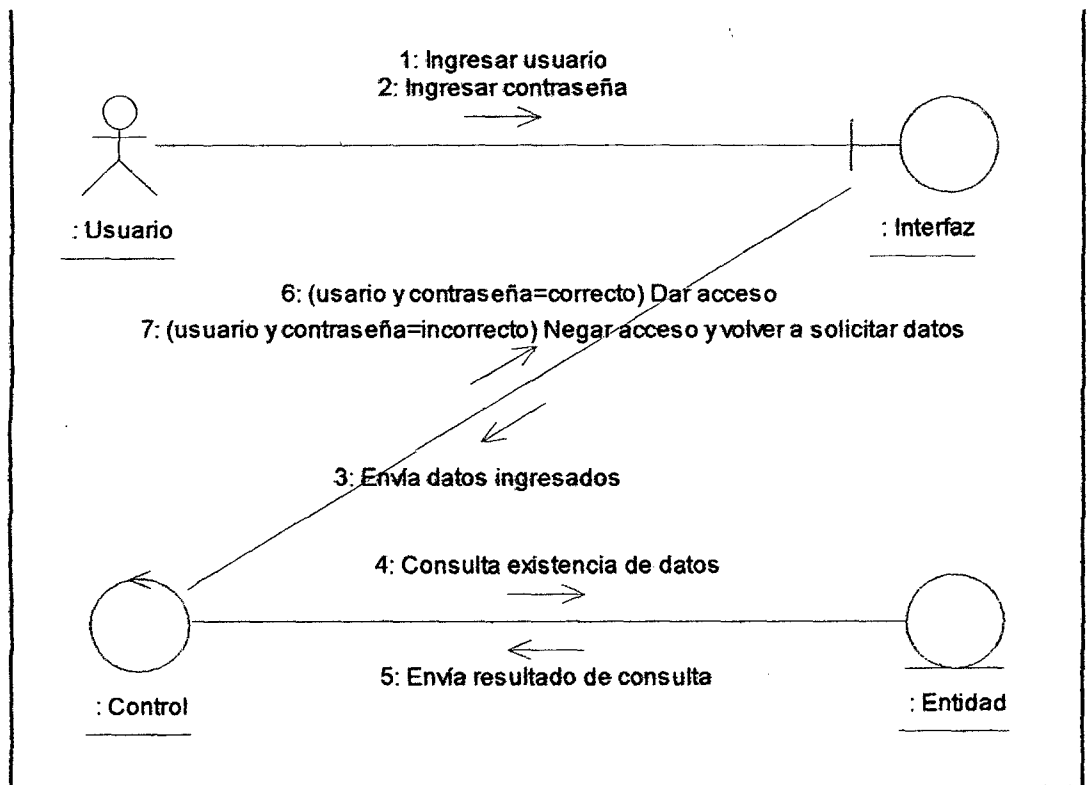 1: Ingresar usuario
2: Ingresar contraseña
: Usuario
: Interfaz
6: (usario y contraseña=correcto) Dar acceso
7: (usuario y contraseña=incorrecto) Negar acceso y volver a solicitar datos
3: Envía datos ingresados
4: Consulta existencia de datos
5: Envía resultado de consulta
: Control
: Entidad